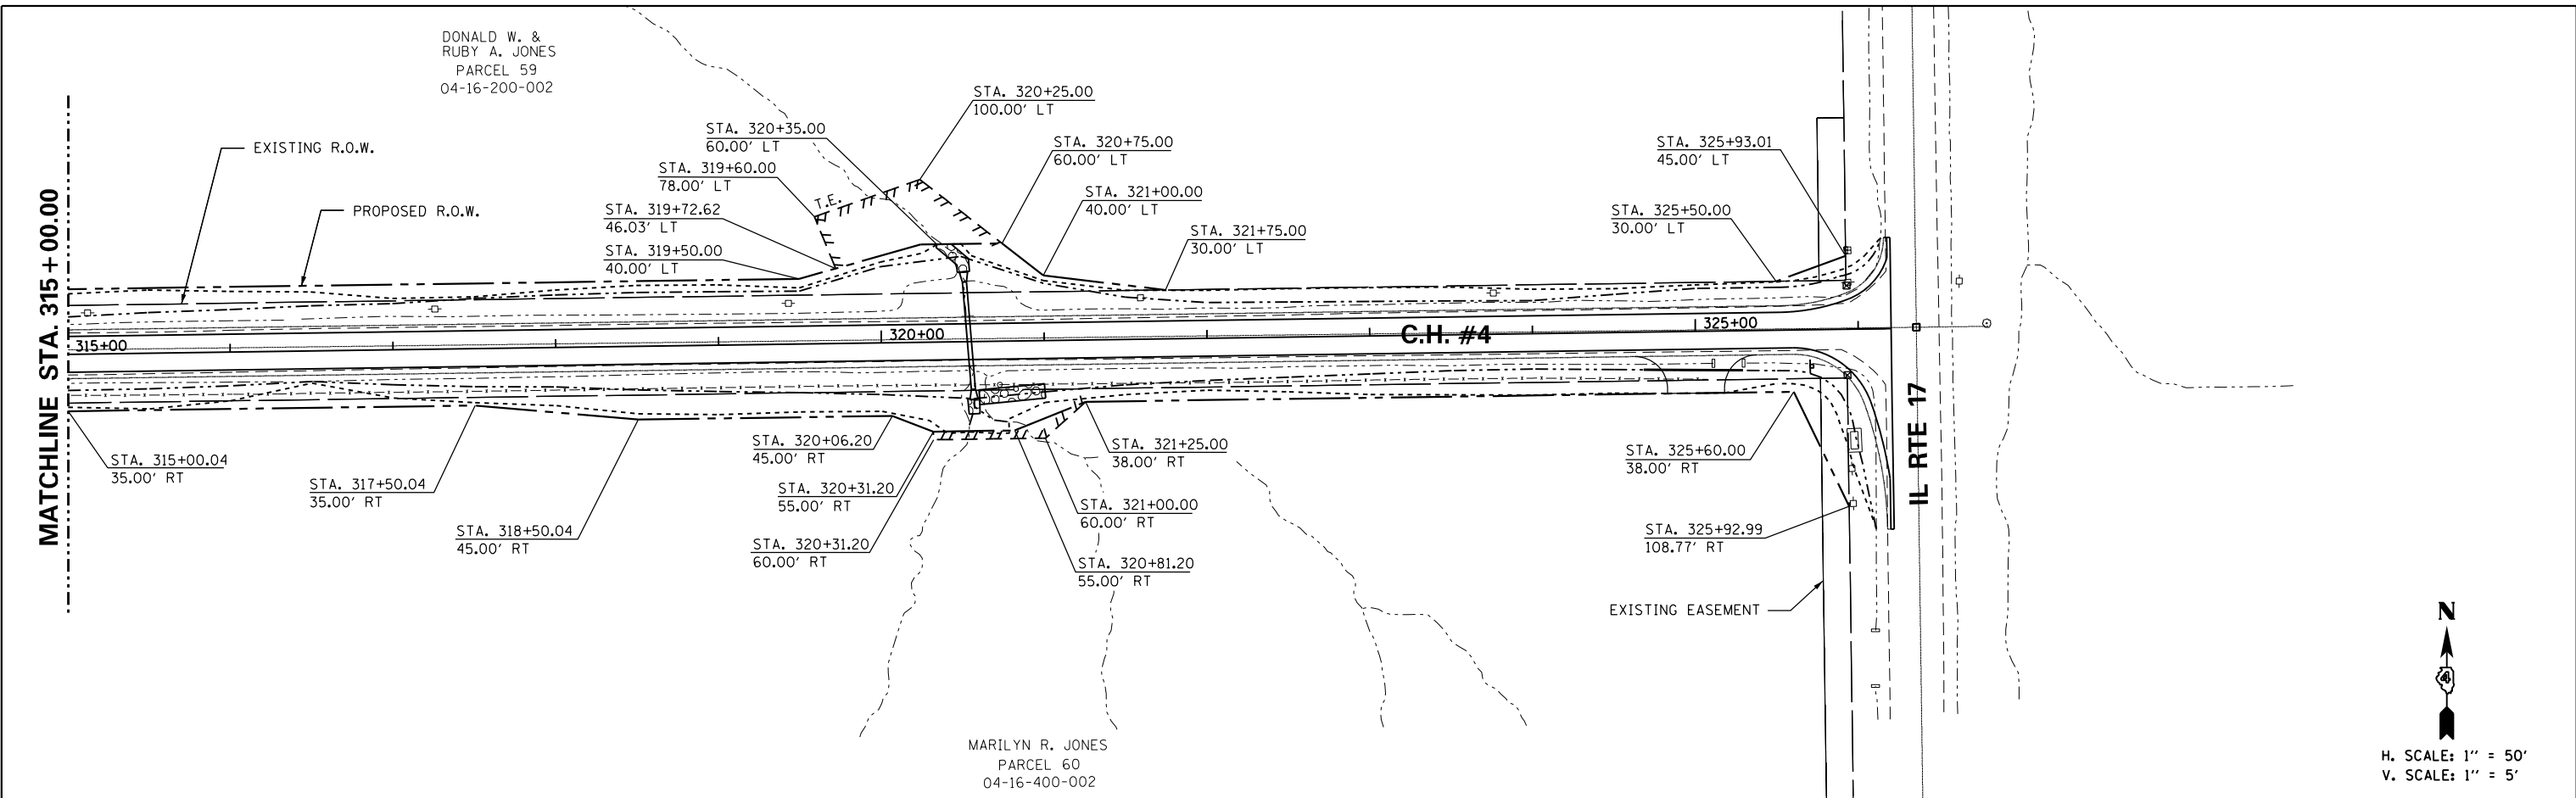 DONALD W. &
RUBY A. JONES
PARCEL 59
04-16-200-002
EXISTING R.O.W.
PROPOSED R.O.W.
MATCHLINE STA. 315+00.00
STA. 320+25.00
100.00' LT
STA. 320+35.00
60.00' LT
STA. 320+75.00
60.00' LT
STA. 319+60.00
78.00' LT
T.E.
STA. 321+00.00
40.00' LT
STA. 319+72.62
46.03' LT
STA. 321+75.00
30.00' LT
STA. 319+50.00
40.00' LT
STA. 325+93.01
45.00' LT
STA. 325+50.00
30.00' LT
315+00
320+00
C.H. #4
325+00
IL RTE 17
STA. 315+00.04
35.00' RT
STA. 317+50.04
35.00' RT
STA. 318+50.04
45.00' RT
STA. 320+06.20
45.00' RT
STA. 320+31.20
55.00' RT
STA. 320+31.20
60.00' RT
STA. 321+25.00
38.00' RT
STA. 321+00.00
60.00' RT
STA. 320+81.20
55.00' RT
STA. 325+60.00
38.00' RT
STA. 325+92.99
108.77' RT
EXISTING EASEMENT
MARILYN R. JONES
PARCEL 60
04-16-400-002
N
4
H. SCALE: 1'' = 50'
V. SCALE: 1'' = 5'